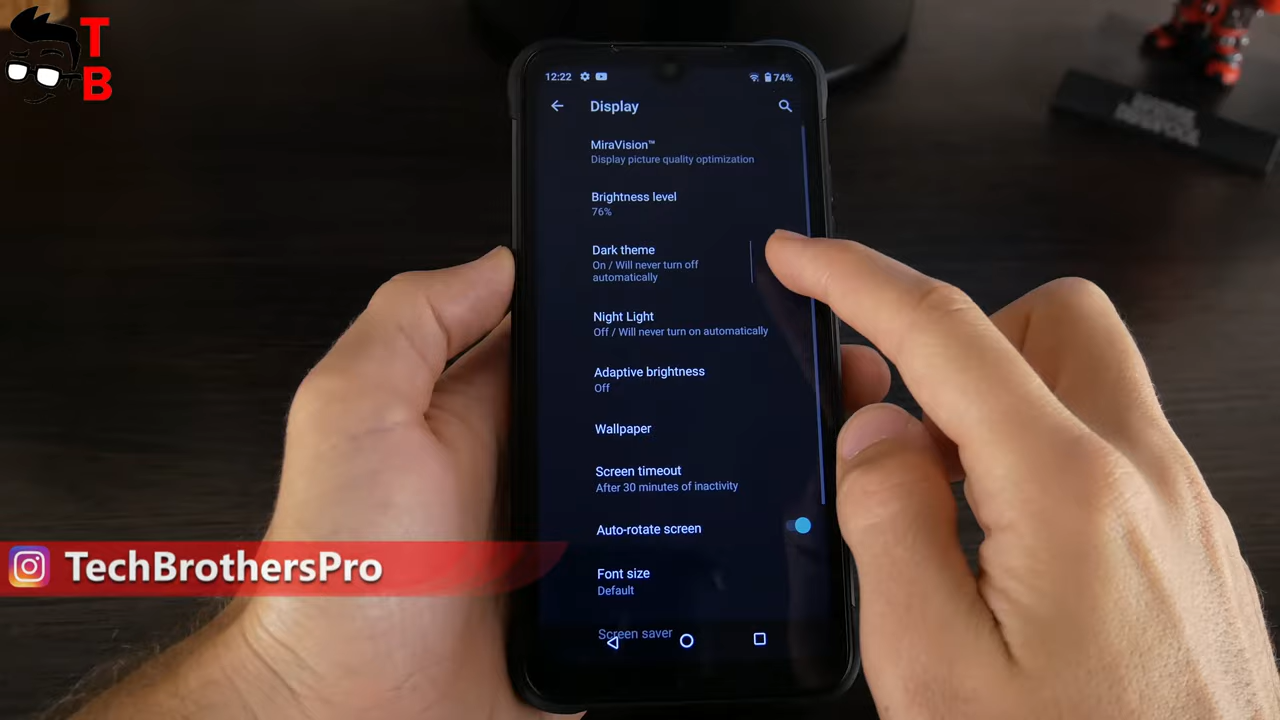 T
B
12:22
74%
Display
MiraVision™
Display picture quality optimization
Brightness level
76%
Dark theme
On / Will never turn off
automatically
Night Light
Off / Will never turn on automatically
Adaptive brightness
Off
Wallpaper
Screen timeout
After 30 minutes of inactivity
Auto-rotate screen
TechBrothersPro
Font size
Default
Screen saver